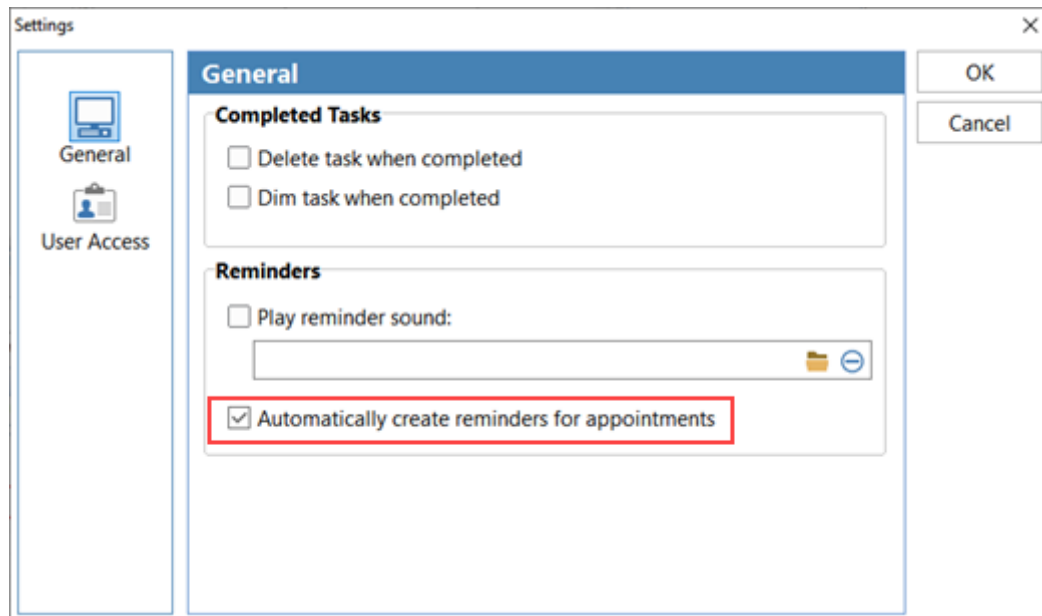 Settings
General
User Access
General
Completed Tasks
Delete task when completed
Dim task when completed
Reminders
Play reminder sound:
Automatically create reminders for appointments
OK
Cancel